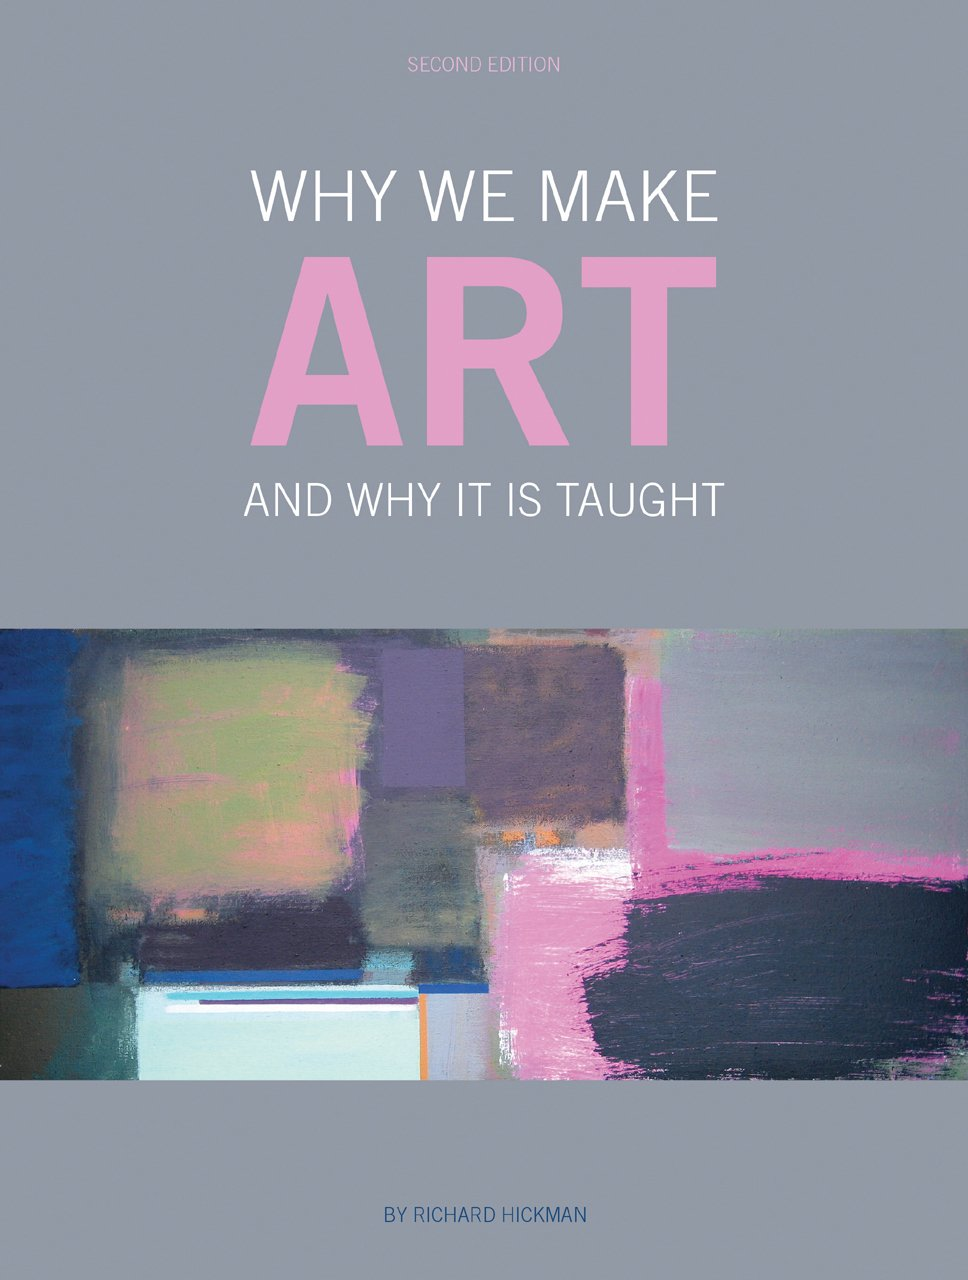 SECOND EDITION
WHY WE MAKE
ART
AND WHY IT IS TAUGHT
BY RICHARD HICKMAN